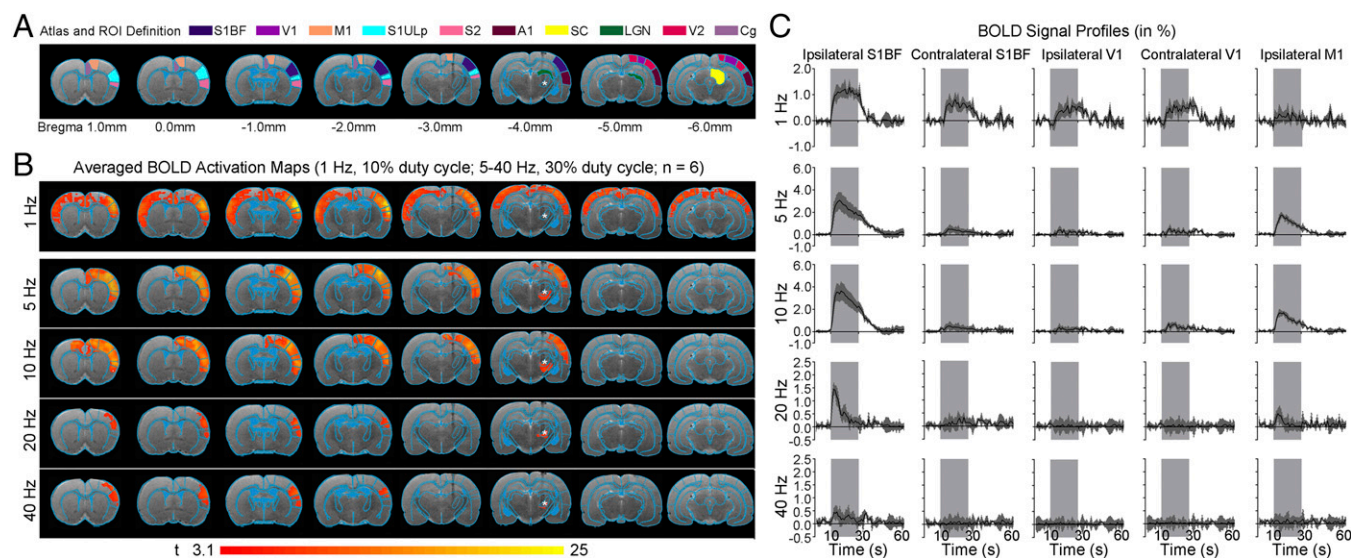 A
Atlas and ROI Definition S1BF V1 M1 S1ULp S2 A1 SC LGN V2 Cg
*
Bregma 1.0mm 0.0mm -1.0mm -2.0mm -3.0mm -4.0mm -5.0mm -6.0mm
B
Averaged BOLD Activation Maps (1 Hz, 10% duty cycle; 5-40 Hz, 30% duty cycle; n = 6)
1 Hz
*
5 Hz
*
10 Hz
*
20 Hz
*
40 Hz
*
t 3.1 25
C
BOLD Signal Profiles (in %)
Ipsilateral S1BF Contralateral S1BF Ipsilateral V1 Contralateral V1 Ipsilateral M1
1 Hz
2.0
1.0
0.0
-1.0
5 Hz
6.0
4.0
2.0
0.0
-1.0
10 Hz
6.0
4.0
2.0
0.0
-1.0
20 Hz
2.5
2.0
1.5
1.0
0.5
0.0
-0.5
40 Hz
2.5
2.0
1.5
1.0
0.5
0.0
-0.5
10 30 60 10 30 60 10 30 60 10 30 60 10 30 60
Time (s) Time (s) Time (s) Time (s) Time (s)